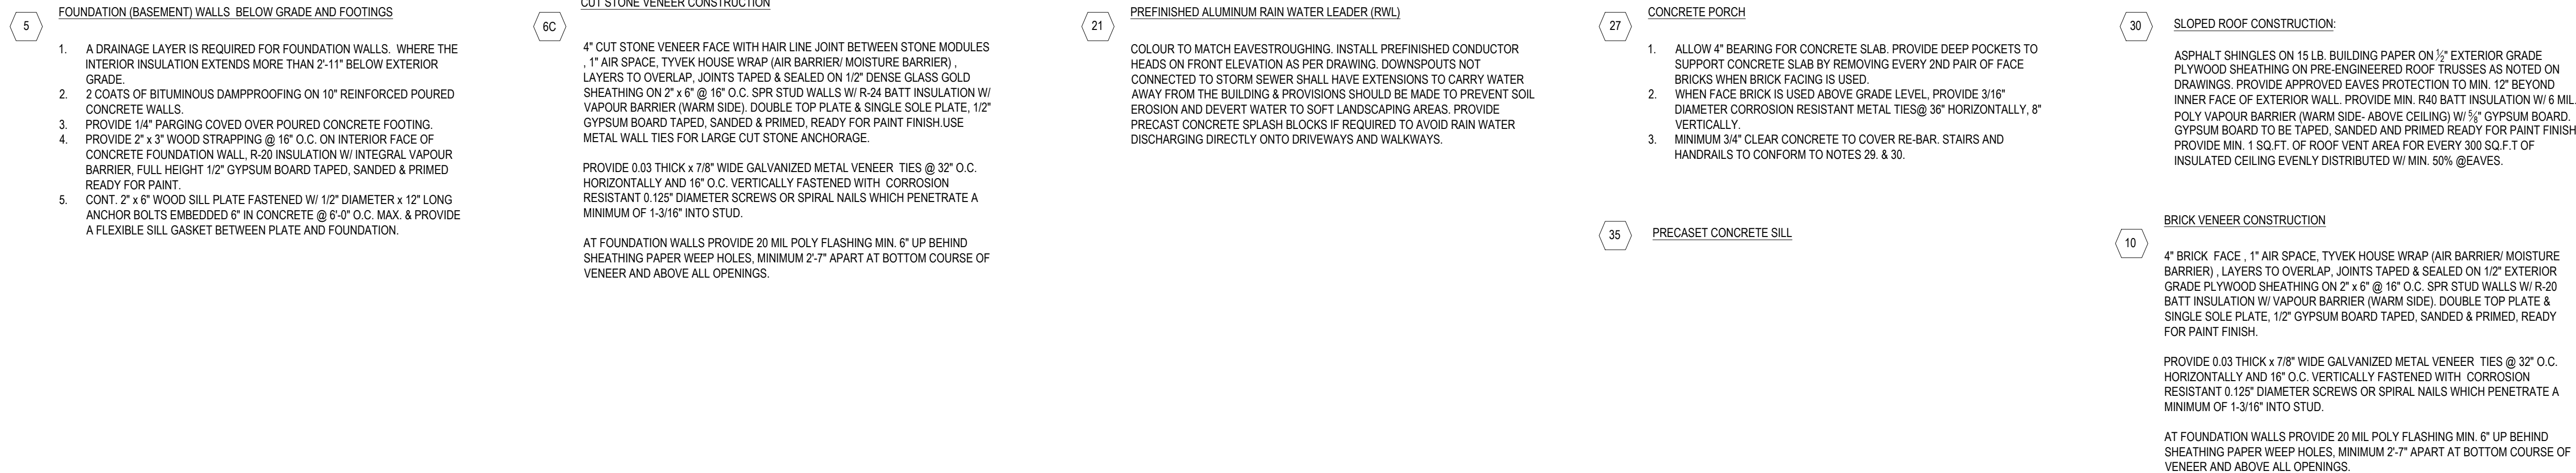 5
FOUNDATION (BASEMENT) WALLS BELOW GRADE AND FOOTINGS
1. A DRAINAGE LAYER IS REQUIRED FOR FOUNDATION WALLS. WHERE THE
INTERIOR INSULATION EXTENDS MORE THAN 2'-11" BELOW EXTERIOR
GRADE.
2. 2 COATS OF BITUMINOUS DAMPPROOFING ON 10" REINFORCED POURED
CONCRETE WALLS.
3. PROVIDE 1/4" PARGING COVED OVER POURED CONCRETE FOOTING.
4. PROVIDE 2" x 3" WOOD STRAPPING @ 16" O.C. ON INTERIOR FACE OF
CONCRETE FOUNDATION WALL, R-20 INSULATION W/ INTEGRAL VAPOUR
BARRIER, FULL HEIGHT 1/2" GYPSUM BOARD TAPED, SANDED & PRIMED
READY FOR PAINT.
5. CONT. 2" x 6" WOOD SILL PLATE FASTENED W/ 1/2" DIAMETER x 12" LONG
ANCHOR BOLTS EMBEDDED 6" IN CONCRETE @ 6'-0" O.C. MAX. & PROVIDE
A FLEXIBLE SILL GASKET BETWEEN PLATE AND FOUNDATION.
6C
CUT STONE VENEER CONSTRUCTION
4" CUT STONE VENEER FACE WITH HAIR LINE JOINT BETWEEN STONE MODULES
, 1" AIR SPACE, TYVEK HOUSE WRAP (AIR BARRIER/ MOISTURE BARRIER) ,
LAYERS TO OVERLAP, JOINTS TAPED & SEALED ON 1/2" DENSE GLASS GOLD
SHEATHING ON 2" x 6" @ 16" O.C. SPR STUD WALLS W/ R-24 BATT INSULATION W/
VAPOUR BARRIER (WARM SIDE). DOUBLE TOP PLATE & SINGLE SOLE PLATE, 1/2"
GYPSUM BOARD TAPED, SANDED & PRIMED, READY FOR PAINT FINISH.USE
METAL WALL TIES FOR LARGE CUT STONE ANCHORAGE.
PROVIDE 0.03 THICK x 7/8" WIDE GALVANIZED METAL VENEER TIES @ 32" O.C.
HORIZONTALLY AND 16" O.C. VERTICALLY FASTENED WITH CORROSION
RESISTANT 0.125" DIAMETER SCREWS OR SPIRAL NAILS WHICH PENETRATE A
MINIMUM OF 1-3/16" INTO STUD.
AT FOUNDATION WALLS PROVIDE 20 MIL POLY FLASHING MIN. 6" UP BEHIND
SHEATHING PAPER WEEP HOLES, MINIMUM 2'-7" APART AT BOTTOM COURSE OF
VENEER AND ABOVE ALL OPENINGS.
21
PREFINISHED ALUMINUM RAIN WATER LEADER (RWL)
COLOUR TO MATCH EAVESTROUGHING. INSTALL PREFINISHED CONDUCTOR
HEADS ON FRONT ELEVATION AS PER DRAWING. DOWNSPOUTS NOT
CONNECTED TO STORM SEWER SHALL HAVE EXTENSIONS TO CARRY WATER
AWAY FROM THE BUILDING & PROVISIONS SHOULD BE MADE TO PREVENT SOIL
EROSION AND DEVERT WATER TO SOFT LANDSCAPING AREAS. PROVIDE
PRECAST CONCRETE SPLASH BLOCKS IF REQUIRED TO AVOID RAIN WATER
DISCHARGING DIRECTLY ONTO DRIVEWAYS AND WALKWAYS.
27
CONCRETE PORCH
1. ALLOW 4" BEARING FOR CONCRETE SLAB. PROVIDE DEEP POCKETS TO
SUPPORT CONCRETE SLAB BY REMOVING EVERY 2ND PAIR OF FACE
BRICKS WHEN BRICK FACING IS USED.
2. WHEN FACE BRICK IS USED ABOVE GRADE LEVEL, PROVIDE 3/16"
DIAMETER CORROSION RESISTANT METAL TIES@ 36" HORIZONTALLY, 8"
VERTICALLY.
3. MINIMUM 3/4" CLEAR CONCRETE TO COVER RE-BAR. STAIRS AND
HANDRAILS TO CONFORM TO NOTES 29. & 30.
35
PRECASET CONCRETE SILL
30
SLOPED ROOF CONSTRUCTION:
ASPHALT SHINGLES ON 15 LB. BUILDING PAPER ON ½" EXTERIOR GRADE
PLYWOOD SHEATHING ON PRE-ENGINEERED ROOF TRUSSES AS NOTED ON
DRAWINGS. PROVIDE APPROVED EAVES PROTECTION TO MIN. 12" BEYOND
INNER FACE OF EXTERIOR WALL. PROVIDE MIN. R40 BATT INSULATION W/ 6 MIL.
POLY VAPOUR BARRIER (WARM SIDE- ABOVE CEILING) W/ ⅝" GYPSUM BOARD.
GYPSUM BOARD TO BE TAPED, SANDED AND PRIMED READY FOR PAINT FINISH
PROVIDE MIN. 1 SQ.FT. OF ROOF VENT AREA FOR EVERY 300 SQ.F.T OF
INSULATED CEILING EVENLY DISTRIBUTED W/ MIN. 50% @EAVES.
10
BRICK VENEER CONSTRUCTION
4" BRICK FACE , 1" AIR SPACE, TYVEK HOUSE WRAP (AIR BARRIER/ MOISTURE
BARRIER) , LAYERS TO OVERLAP, JOINTS TAPED & SEALED ON 1/2" EXTERIOR
GRADE PLYWOOD SHEATHING ON 2" x 6" @ 16" O.C. SPR STUD WALLS W/ R-20
BATT INSULATION W/ VAPOUR BARRIER (WARM SIDE). DOUBLE TOP PLATE &
SINGLE SOLE PLATE, 1/2" GYPSUM BOARD TAPED, SANDED & PRIMED, READY
FOR PAINT FINISH.
PROVIDE 0.03 THICK x 7/8" WIDE GALVANIZED METAL VENEER TIES @ 32" O.C.
HORIZONTALLY AND 16" O.C. VERTICALLY FASTENED WITH CORROSION
RESISTANT 0.125" DIAMETER SCREWS OR SPIRAL NAILS WHICH PENETRATE A
MINIMUM OF 1-3/16" INTO STUD.
AT FOUNDATION WALLS PROVIDE 20 MIL POLY FLASHING MIN. 6" UP BEHIND
SHEATHING PAPER WEEP HOLES, MINIMUM 2'-7" APART AT BOTTOM COURSE OF
VENEER AND ABOVE ALL OPENINGS.